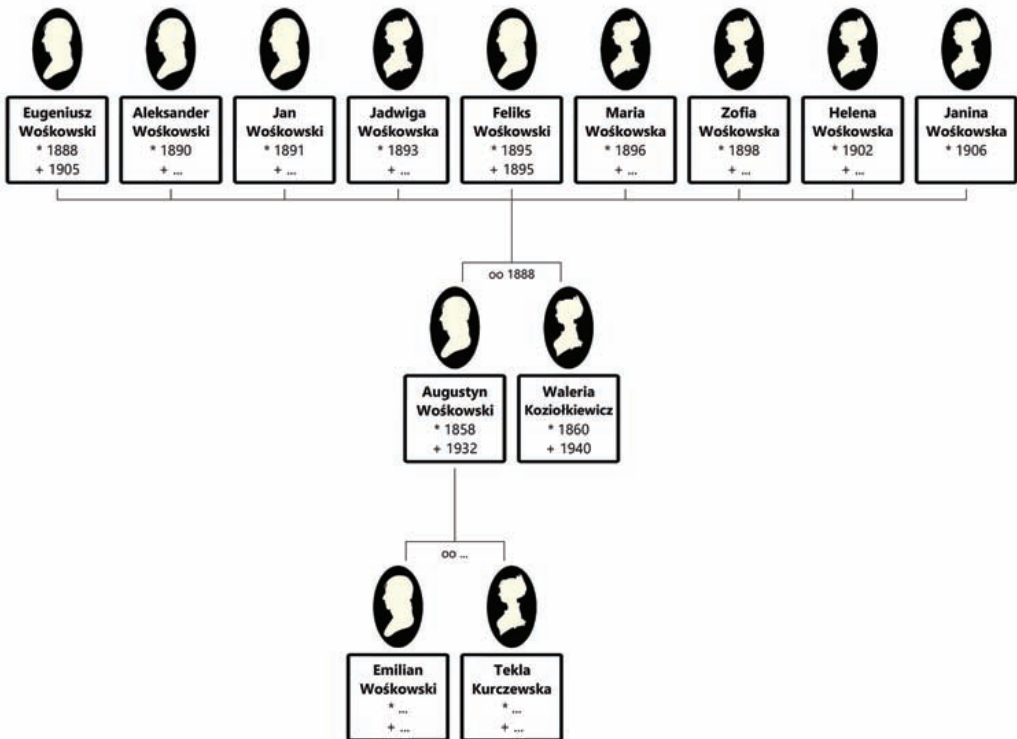 Eugeniusz
Wośkowski
* 1888
+ 1905
Aleksander
Wośkowski
* 1890
+ ...
Jan
Wośkowski
* 1891
+ ...
Jadwiga
Wośkowska
* 1893
+ ...
Feliks
Wośkowski
* 1895
+ 1895
Maria
Wośkowska
* 1896
+ ...
Zofia
Wośkowska
* 1898
+ ...
Helena
Wośkowska
* 1902
+ ...
Janina
Wośkowska
* 1906
oo 1888
Augustyn
Wośkowski
* 1858
+ 1932
Waleria
Koziołkiewicz
* 1860
+ 1940
oo ...
Emilian
Wośkowski
* ...
+ ...
Tekla
Kurczewska
* ...
+ ...